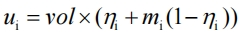 uᵢ = vol×(ηᵢ + mᵢ(1−ηᵢ))